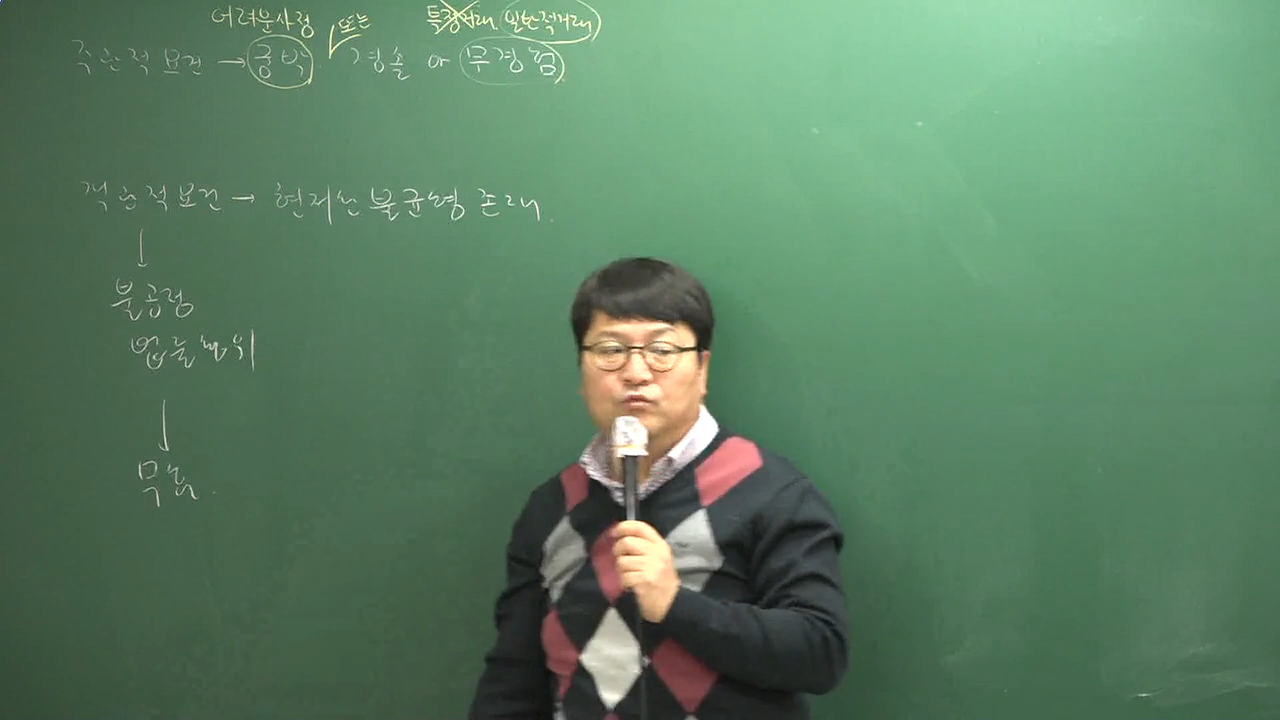 어려운사정 또는 특정거래 일반적거래
주관적 요건 → 궁박 경솔 or 무경험
객관적 요건 → 현저한 불균형 존재.
불공정
법률행위
무효.